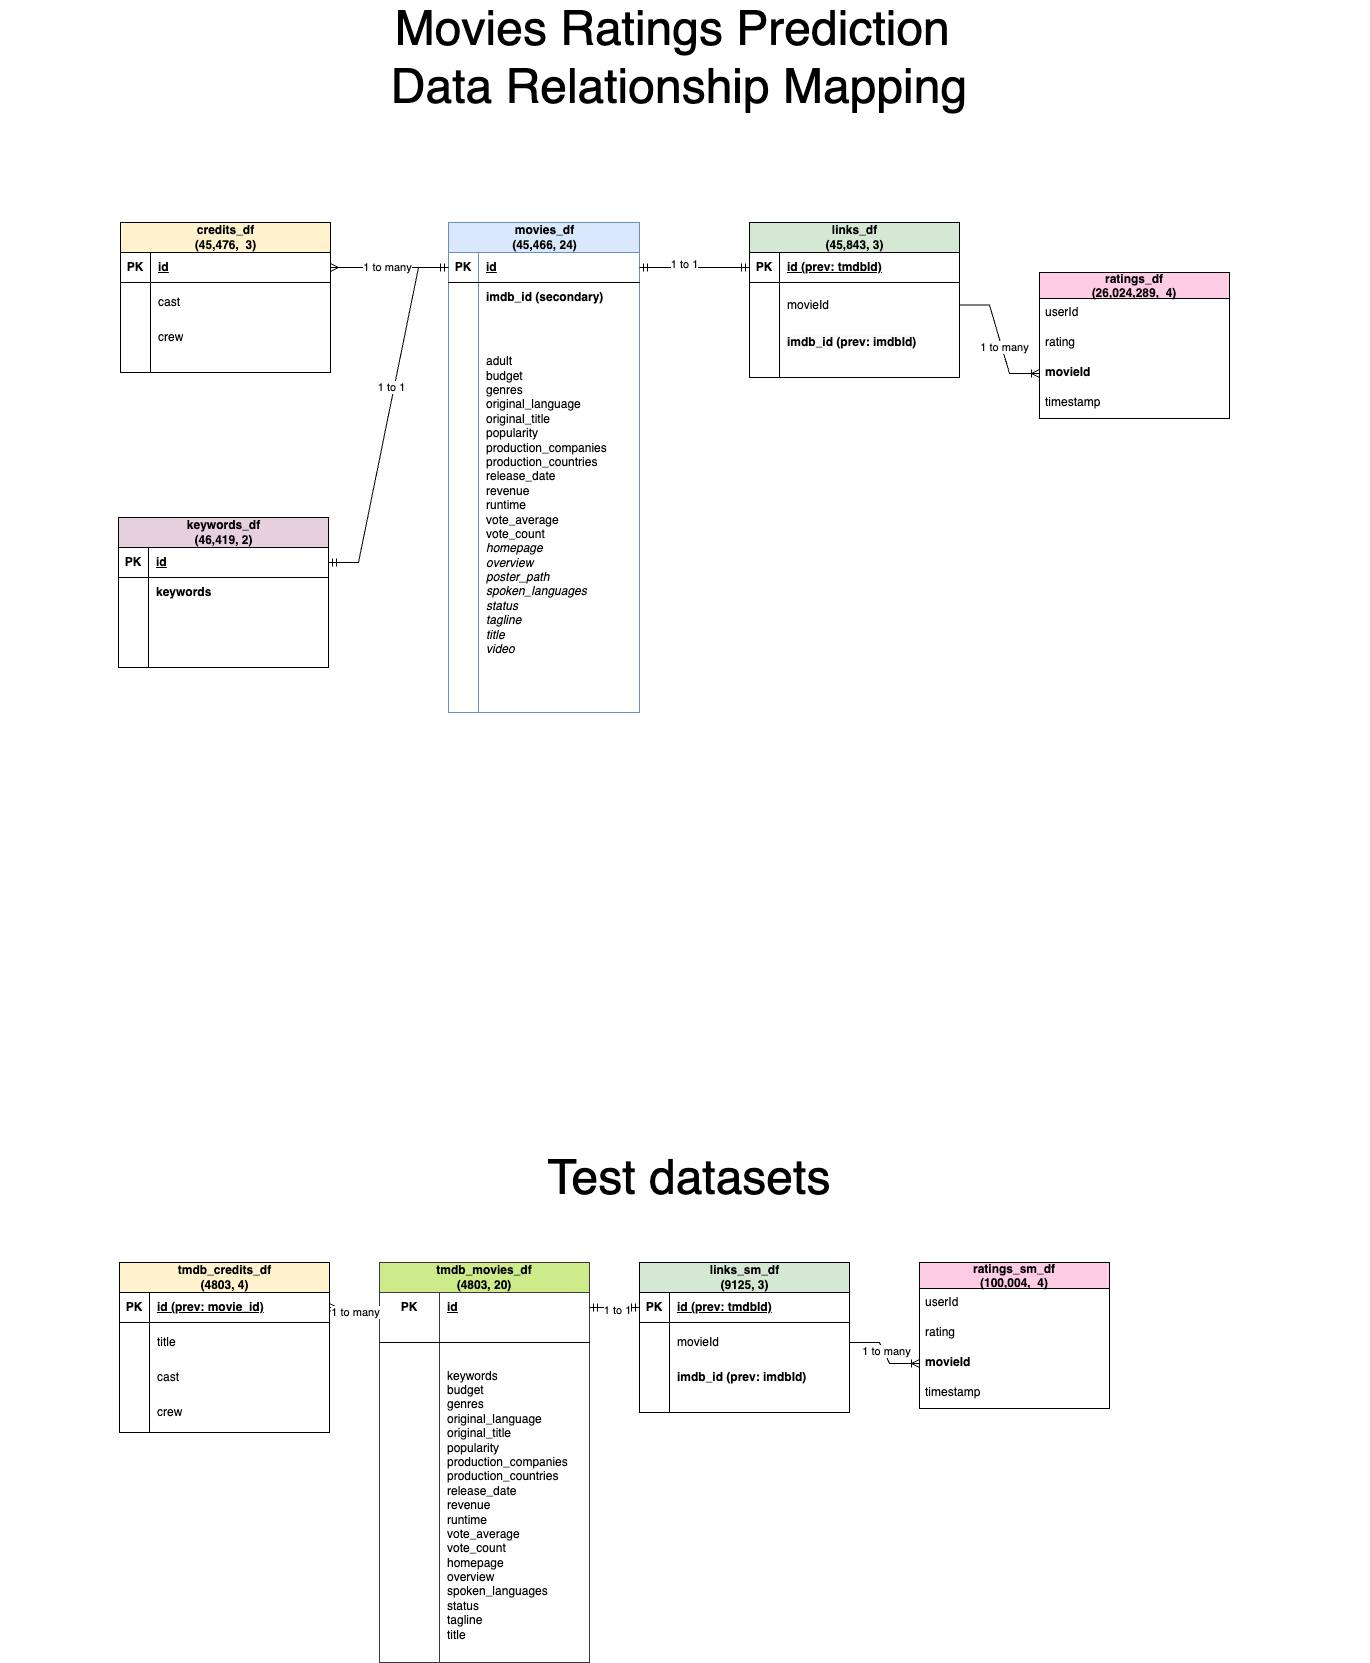 Movies Ratings Prediction
Data Relationship Mapping
credits_df
(45,476,  3)
PK
id
cast
crew
1 to many
1 to 1
keywords_df
(46,419, 2)
PK
id
keywords
movies_df
(45,466, 24)
PK
id
imdb_id (secondary)
adult
budget
genres
original_language
original_title
popularity
production_companies
production_countries
release_date
revenue
runtime
vote_average
vote_count
homepage
overview
poster_path
spoken_languages
status
tagline
title
video
1 to 1
links_df
(45,843, 3)
PK
id (prev: tmdbId)
movieId
imdb_id (prev: imdbId)
1 to many
ratings_df
(26,024,289,  4)
userId
rating
movieId
timestamp
Test datasets
tmdb_credits_df
(4803, 4)
PK
id (prev: movie_id)
title
cast
crew
1 to many
tmdb_movies_df
(4803, 20)
PK
id
keywords
budget
genres
original_language
original_title
popularity
production_companies
production_countries
release_date
revenue
runtime
vote_average
vote_count
homepage
overview
spoken_languages
status
tagline
title
1 to 1
links_sm_df
(9125, 3)
PK
id (prev: tmdbId)
movieId
imdb_id (prev: imdbId)
1 to many
ratings_sm_df
(100,004,  4)
userId
rating
movieId
timestamp